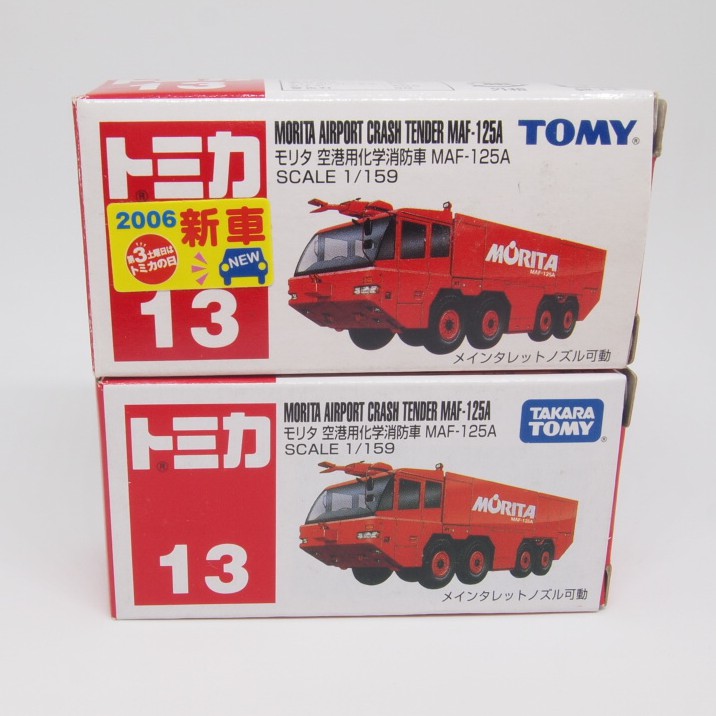 トミカ
®
2006 新車
第3土曜日は
トミカの日
NEW
13
MORITA AIRPORT CRASH TENDER MAF-125A
モリタ 空港用化学消防車 MAF-125A
SCALE 1/159
TOMY®
MORITA
MAF-125A
メインタレットノズル可動
トミカ
®
13
MORITA AIRPORT CRASH TENDER MAF-125A
モリタ 空港用化学消防車 MAF-125A
SCALE 1/159
TAKARA
TOMY®
MORITA
MAF-125A
メインタレットノズル可動